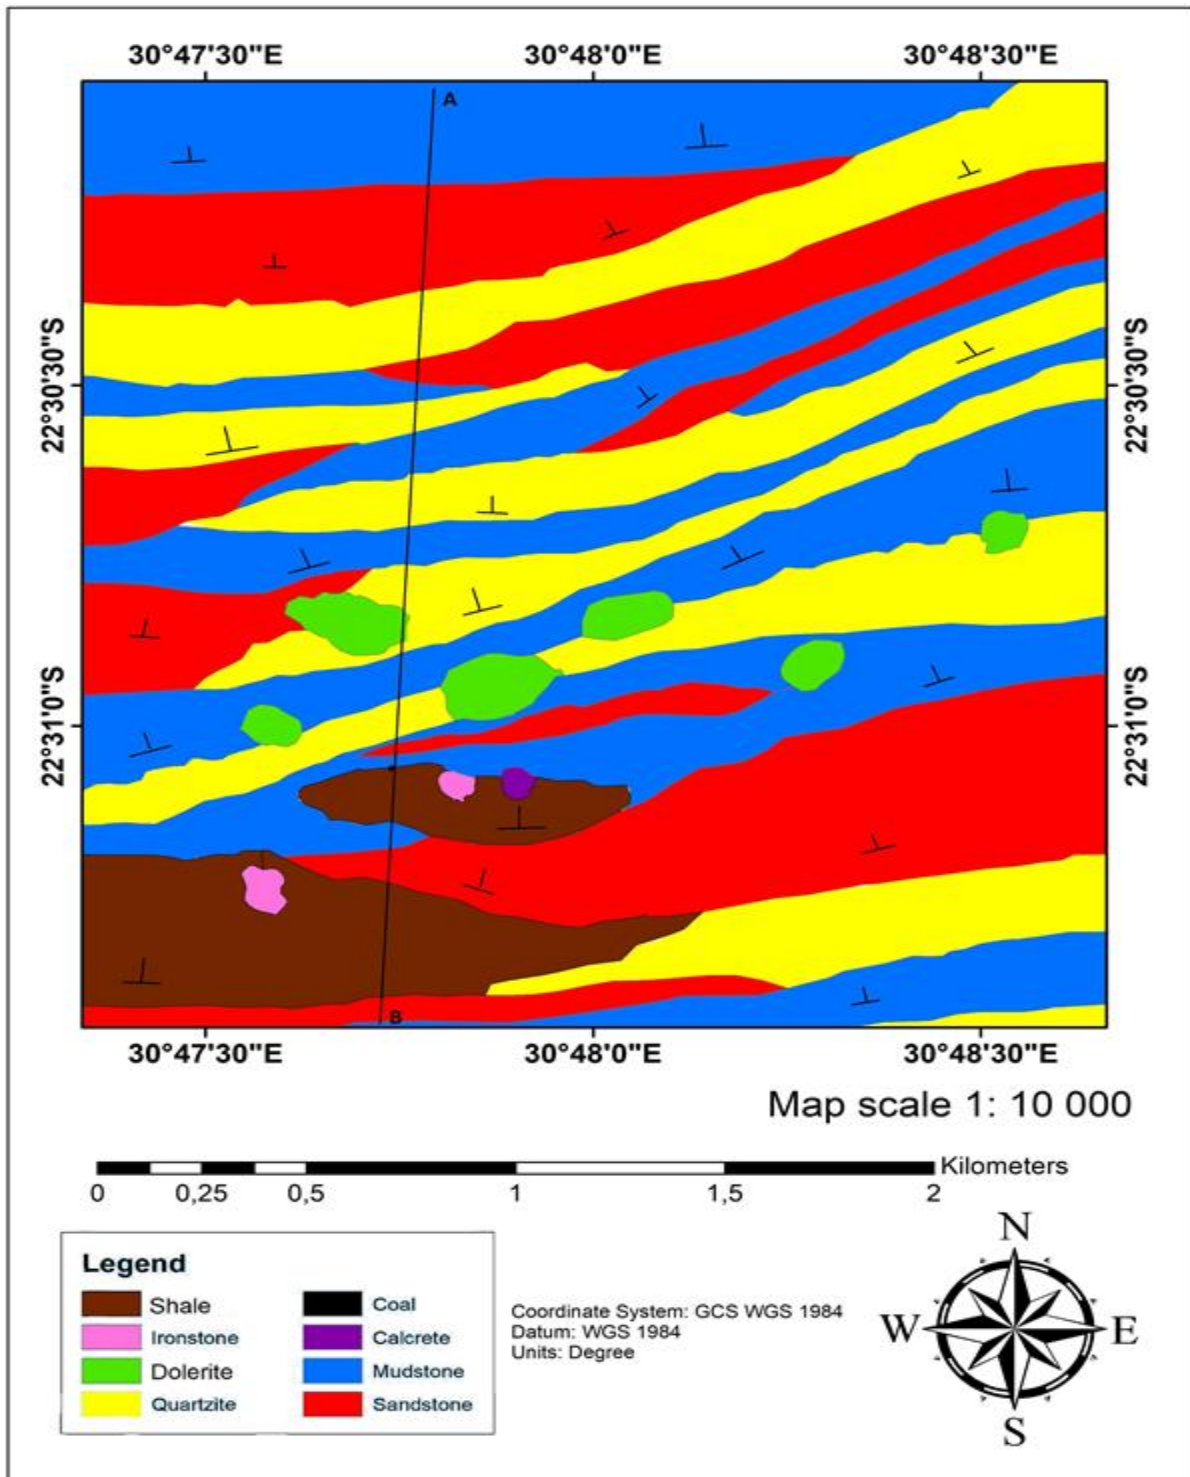 30°47'30"E 30°48'0"E 30°48'30"E
A
22°30'30"S 22°30'30"S
22°31'0"S 22°31'0"S
B
30°47'30"E 30°48'0"E 30°48'30"E
Map scale 1: 10 000
Kilometers
0 0,25 0,5 1 1,5 2
Legend
Shale
Ironstone
Dolerite
Quartzite
Coal
Calcrete
Mudstone
Sandstone
Coordinate System: GCS WGS 1984
Datum: WGS 1984
Units: Degree
N
W E
S